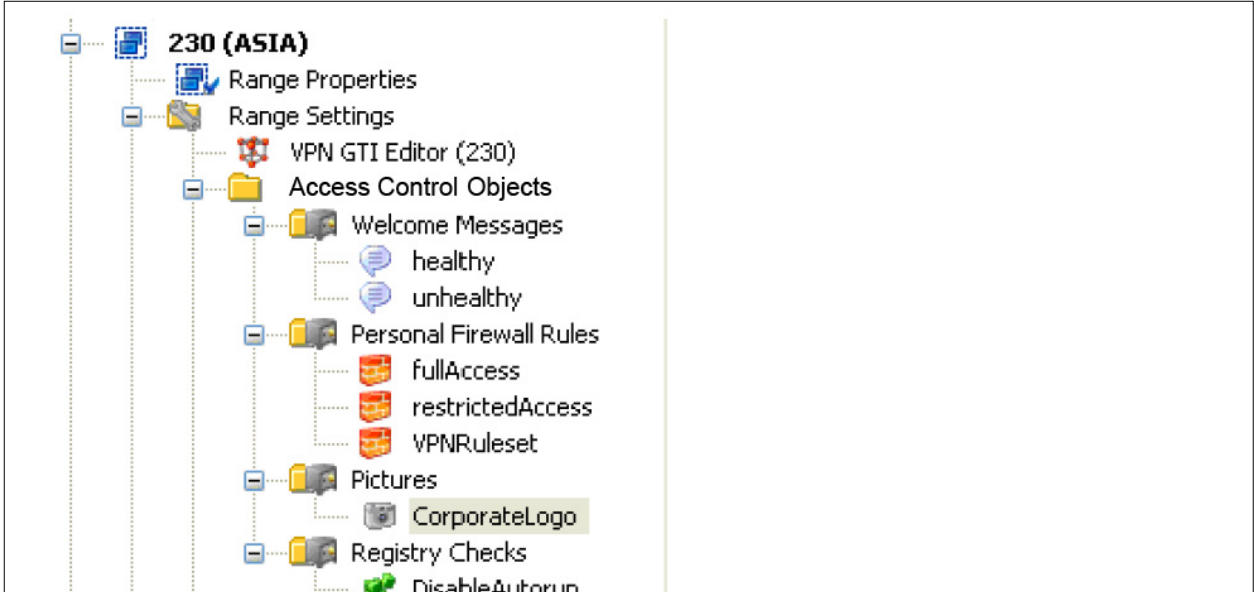 230 (ASIA)
Range Properties
Range Settings
VPN GTI Editor (230)
Access Control Objects
Welcome Messages
healthy
unhealthy
Personal Firewall Rules
fullAccess
restrictedAccess
VPNRuleset
Pictures
CorporateLogo
Registry Checks
DisableAutorun